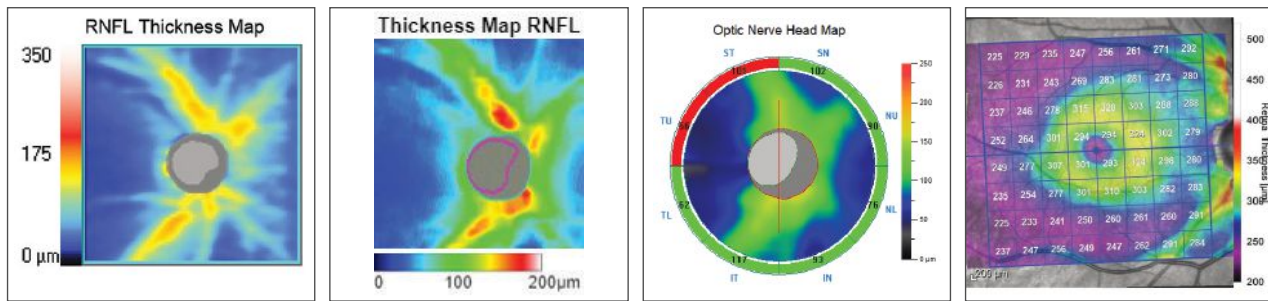 RNFL Thickness Map
350
175
0 µm
Thickness Map RNFL
0 100 200µm
Optic Nerve Head Map
ST SN
103 102
TU 56 90 NU
TL 62 76 NL
117 93
IT IN
250
200
150
100
50
0 µm
225 229 235 247 256 261 271 292
226 231 243 269 283 281 273 280
237 246 278 315 320 303 288 288
252 264 301 294 294 324 302 279
249 277 307 301 293 324 298 280
235 254 277 301 310 303 282 283
225 233 241 250 260 261 260 291
237 247 256 249 247 262 291 284
200 µm
500
450
400
350
300
250
200
Retina Thickness [µm]